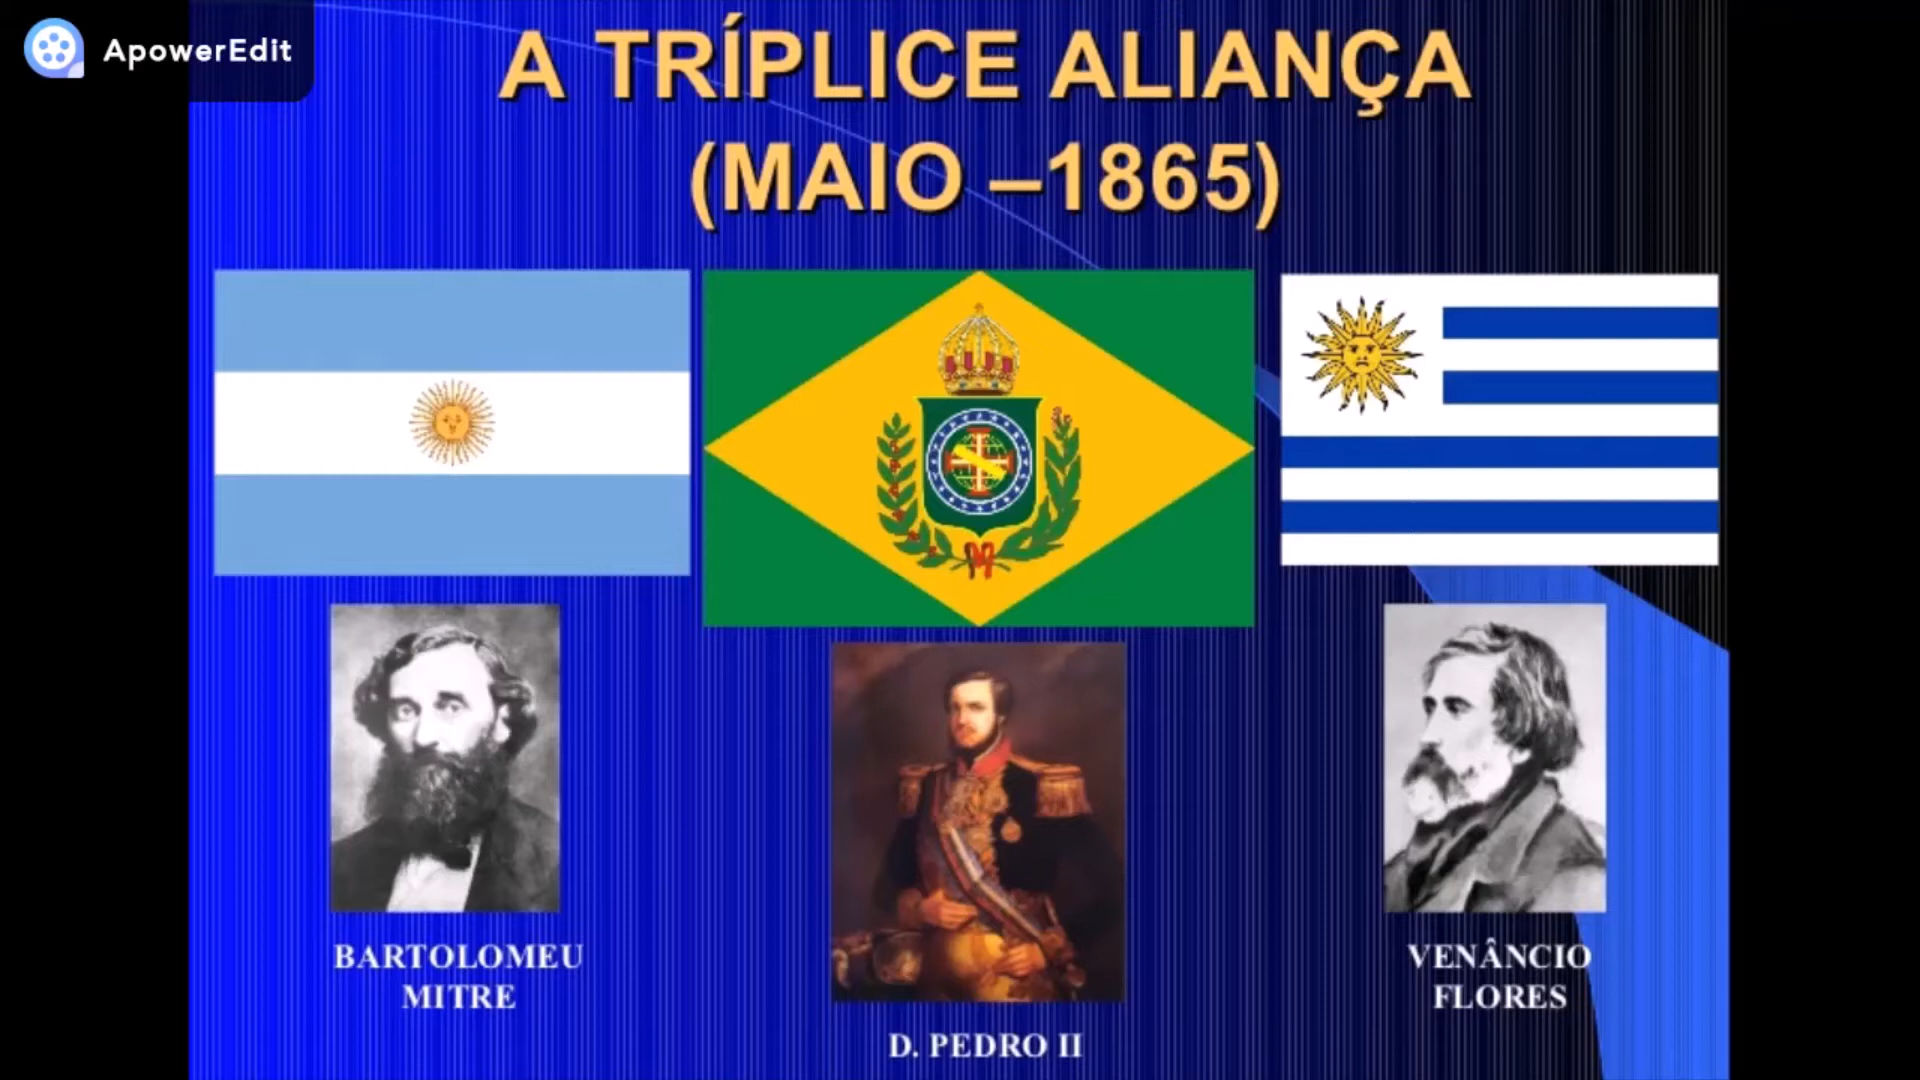 ApowerEdit
A TRÍPLICE ALIANÇA
(MAIO –1865)
BARTOLOMEU
MITRE
D. PEDRO II
VENÂNCIO
FLORES